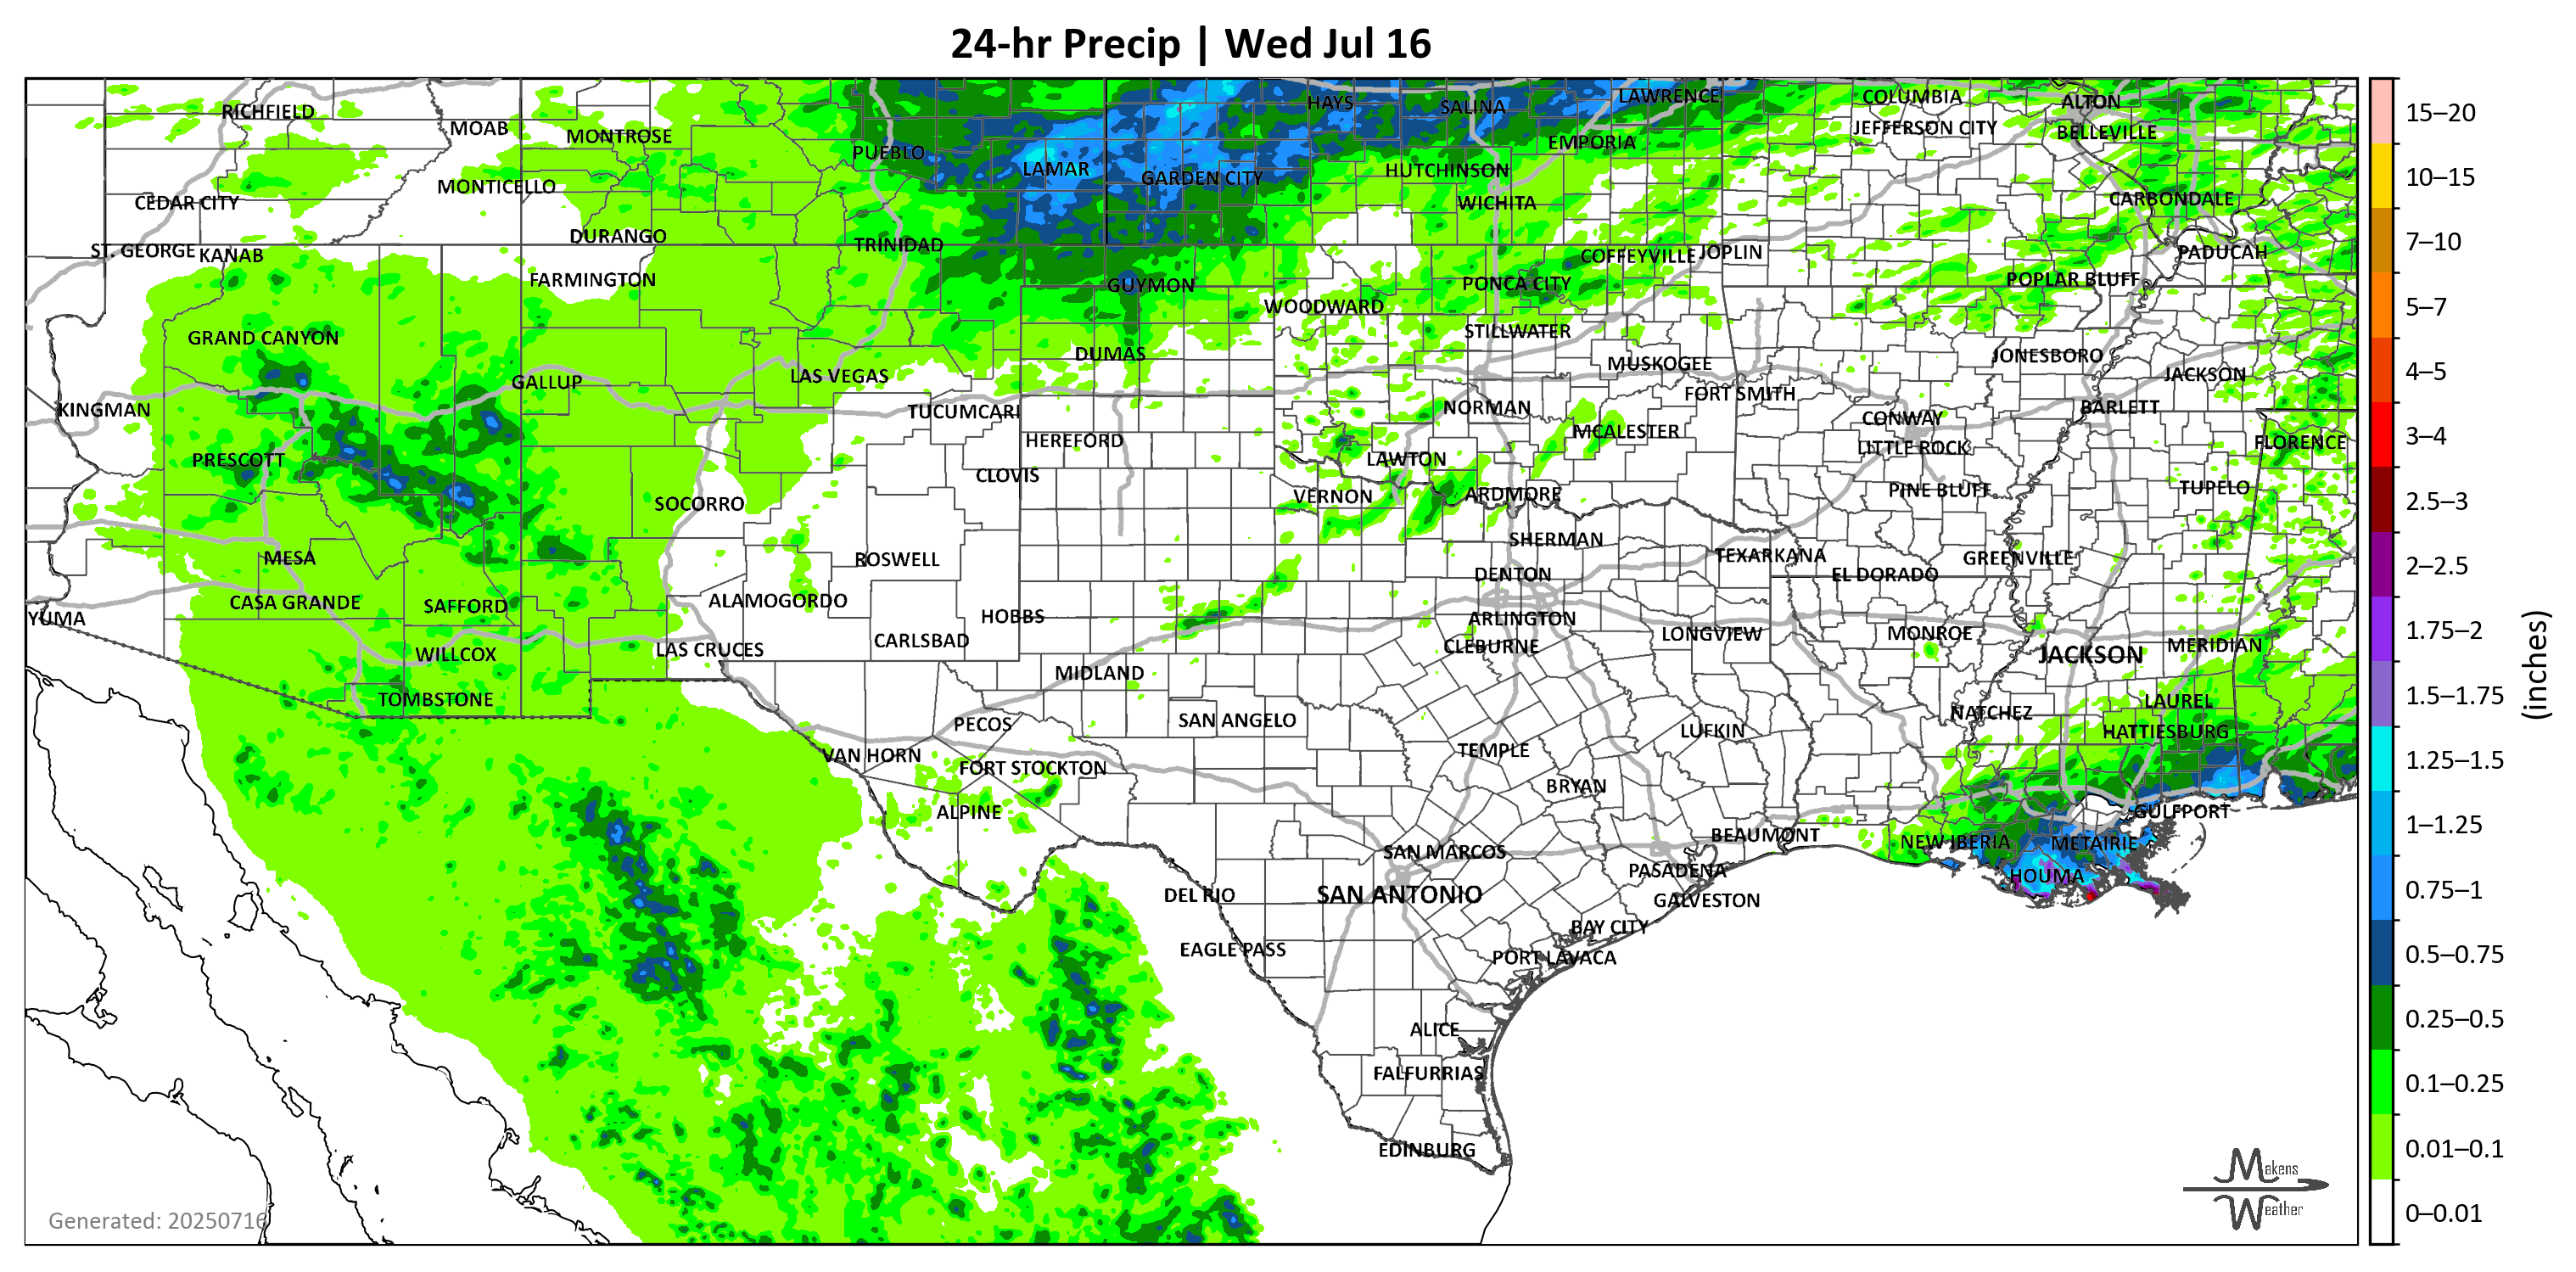 24-hr Precip | Wed Jul 16
RICHFIELD
MOAB
MONTROSE
PUEBLO
LAMAR
GARDEN CITY
HAYS
SALINA
LAWRENCE
COLUMBIA
ALTON
JEFFERSON CITY
BELLEVILLE
EMPORIA
HUTCHINSON
MONTICELLO
CEDAR CITY
WICHITA
CARBONDALE
DURANGO
TRINIDAD
ST. GEORGE
KANAB
COFFEYVILLE
JOPLIN
PADUCAH
FARMINGTON
GUYMON
PONCA CITY
POPLAR BLUFF
WOODWARD
GRAND CANYON
STILLWATER
DUMAS
JONESBORO
MUSKOGEE
JACKSON
GALLUP
LAS VEGAS
FORT SMITH
KINGMAN
TUCUMCARI
NORMAN
BARLETT
CONWAY
MCALESTER
HEREFORD
FLORENCE
LITTLE ROCK
PRESCOTT
LAWTON
CLOVIS
TUPELO
PINE BLUFF
VERNON
ARDMORE
SOCORRO
SHERMAN
MESA
ROSWELL
TEXARKANA
GREENVILLE
DENTON
EL DORADO
CASA GRANDE
SAFFORD
ALAMOGORDO
YUMA
HOBBS
ARLINGTON
LONGVIEW
MONROE
CARLSBAD
CLEBURNE
MERIDIAN
WILLCOX
LAS CRUCES
JACKSON
MIDLAND
TOMBSTONE
LAUREL
NATCHEZ
PECOS
SAN ANGELO
LUFKIN
HATTIESBURG
VAN HORN
TEMPLE
FORT STOCKTON
BRYAN
ALPINE
GULFPORT
BEAUMONT
NEW IBERIA
METAIRIE
SAN MARCOS
PASADENA
HOUMA
DEL RIO
SAN ANTONIO
GALVESTON
BAY CITY
EAGLE PASS
PORT LAVACA
ALICE
FALFURRIAS
EDINBURG
Generated: 20250716
Makens
Weather
15–20
10–15
7–10
5–7
4–5
3–4
2.5–3
2–2.5
1.75–2
1.5–1.75
1.25–1.5
1–1.25
0.75–1
0.5–0.75
0.25–0.5
0.1–0.25
0.01–0.1
0–0.01
(inches)